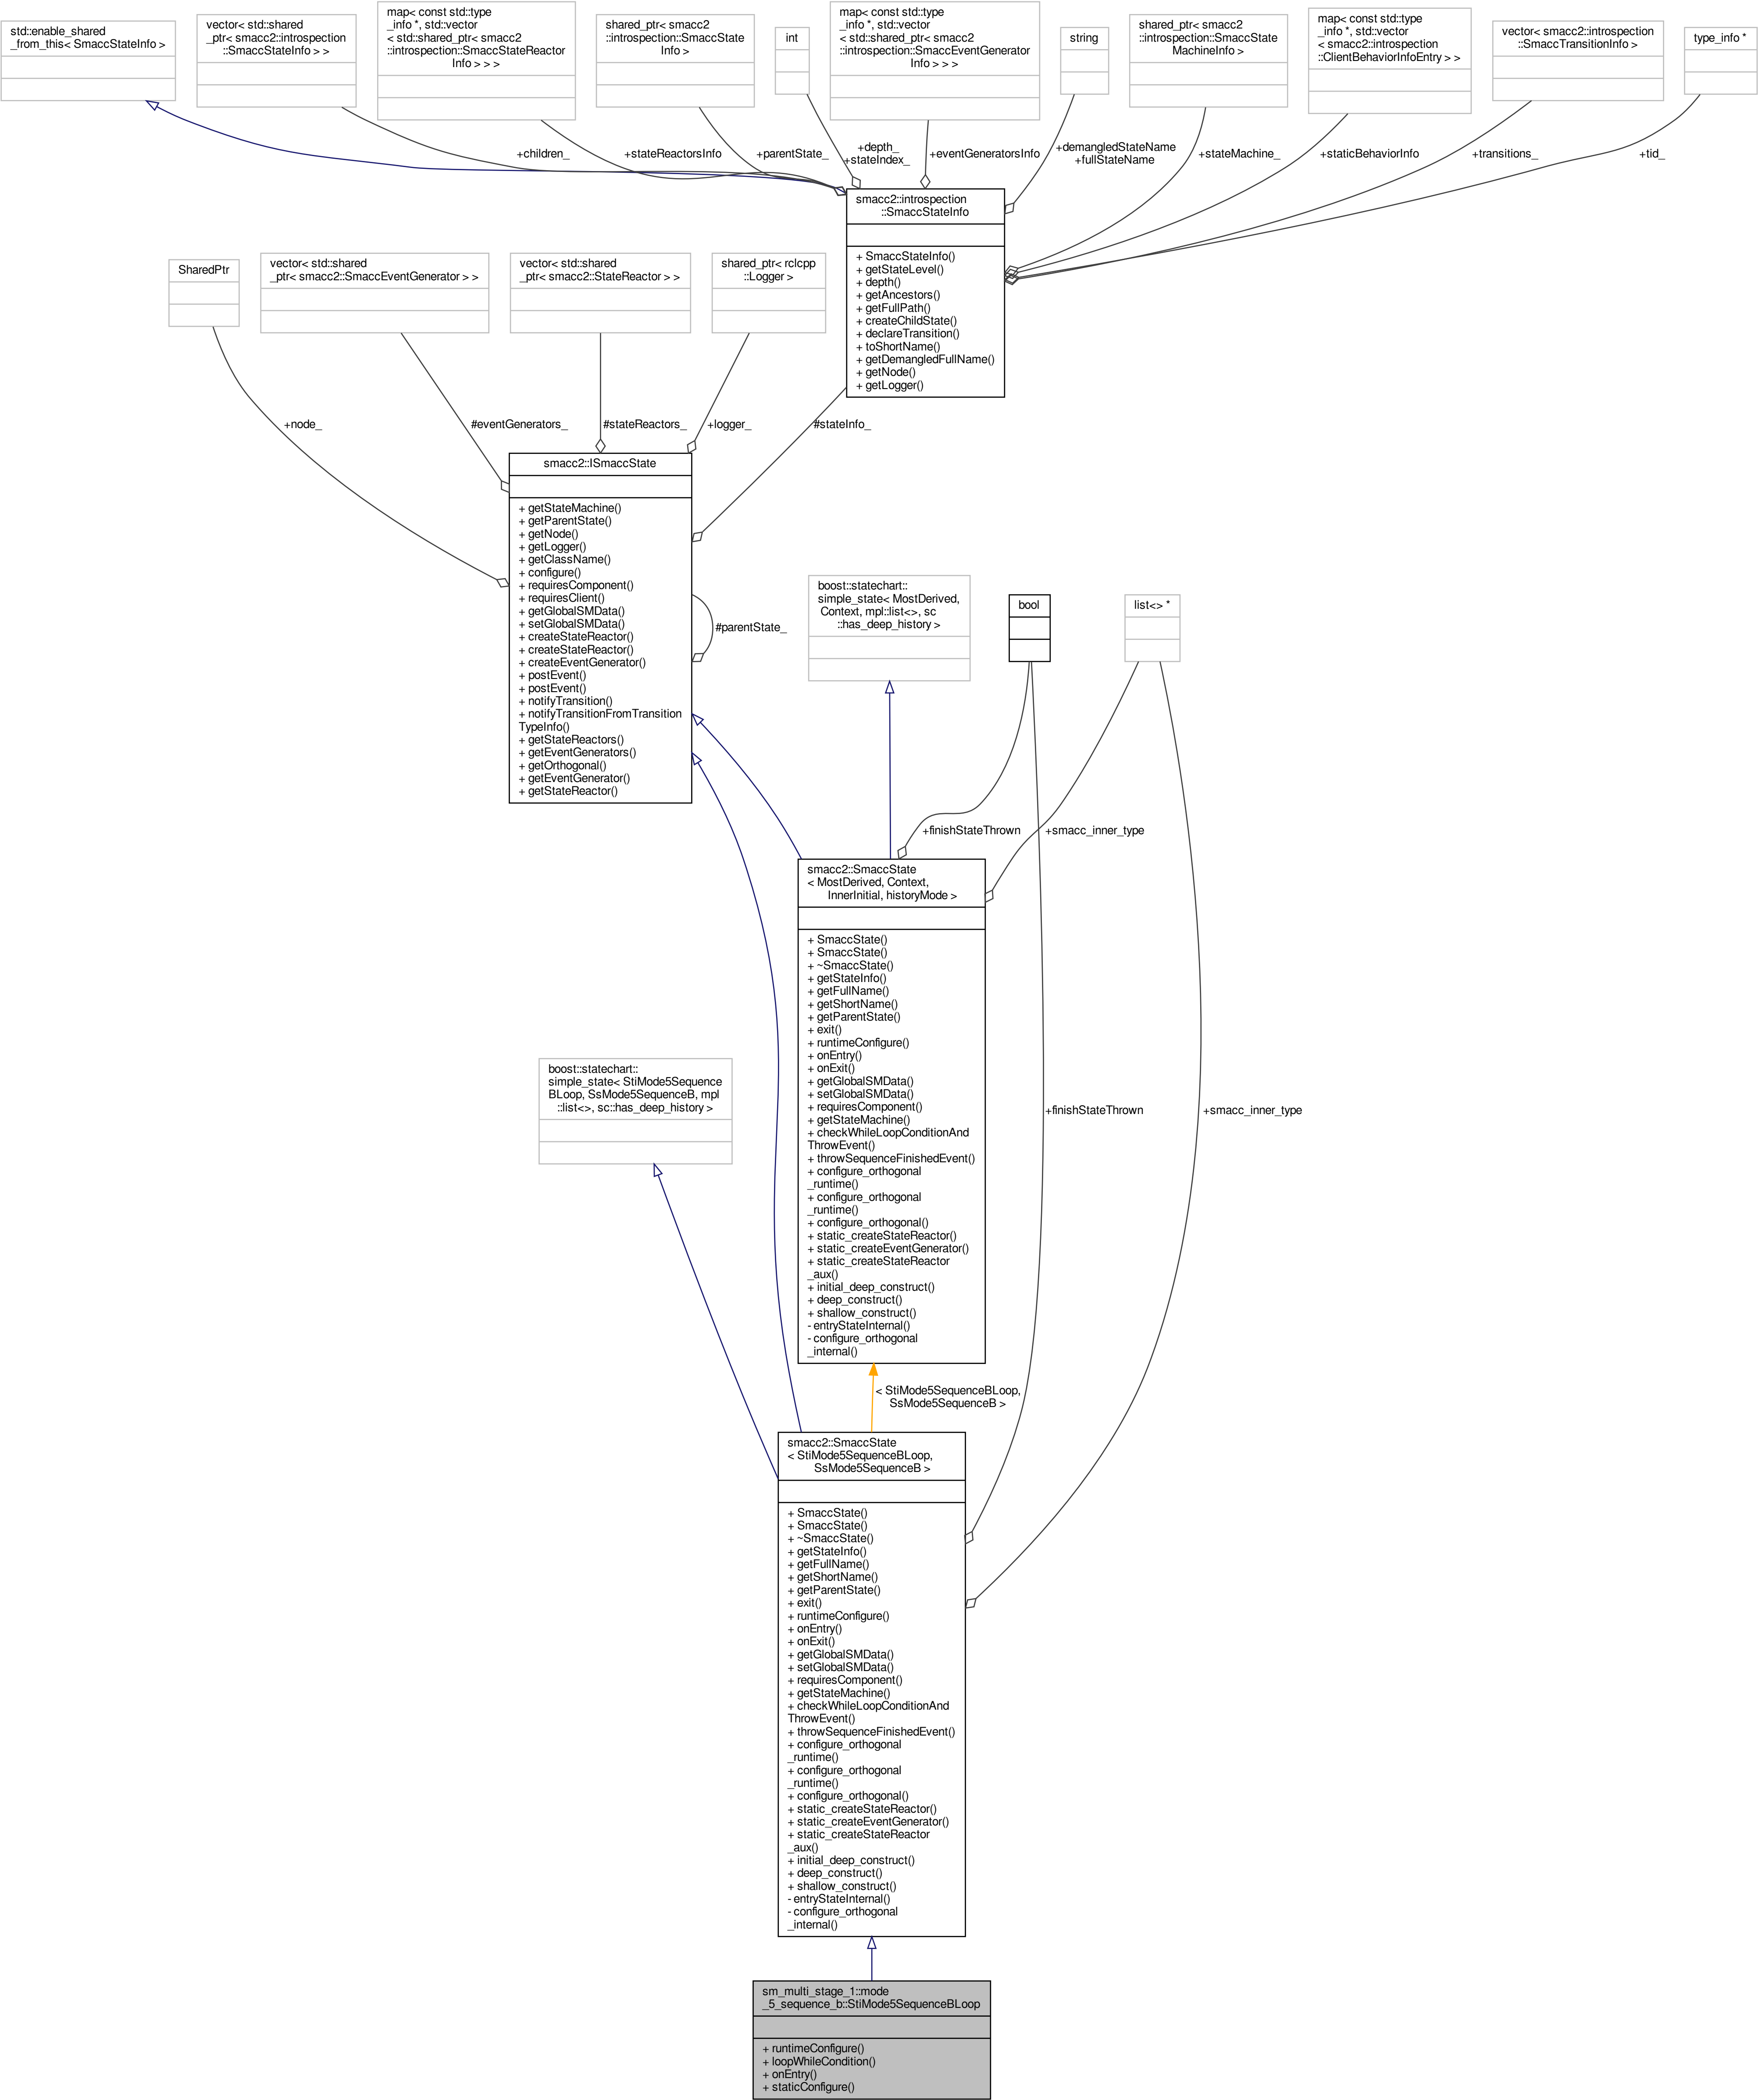 std::enable_shared
_from_this< SmaccStateInfo >
vector< std::shared
_ptr< smacc2::introspection
::SmaccStateInfo > >
map< const std::type
_info *, std::vector
< std::shared_ptr< smacc2
::introspection::SmaccStateReactor
Info > > >
shared_ptr< smacc2
::introspection::SmaccState
Info >
int
map< const std::type
_info *, std::vector
< std::shared_ptr< smacc2
::introspection::SmaccEventGenerator
Info > > >
string
shared_ptr< smacc2
::introspection::SmaccState
MachineInfo >
map< const std::type
_info *, std::vector
< smacc2::introspection
::ClientBehaviorInfoEntry > >
vector< smacc2::introspection
::SmaccTransitionInfo >
type_info *
+children_
+stateReactorsInfo
+parentState_
+depth_
+stateIndex_
+eventGeneratorsInfo
+demangledStateName
+fullStateName
+stateMachine_
+staticBehaviorInfo
+transitions_
+tid_
smacc2::introspection
::SmaccStateInfo
+ SmaccStateInfo()
+ getStateLevel()
+ depth()
+ getAncestors()
+ getFullPath()
+ createChildState()
+ declareTransition()
+ toShortName()
+ getDemangledFullName()
+ getNode()
+ getLogger()
SharedPtr
vector< std::shared
_ptr< smacc2::SmaccEventGenerator > >
vector< std::shared
_ptr< smacc2::StateReactor > >
shared_ptr< rclcpp
::Logger >
+node_
#eventGenerators_
#stateReactors_
+logger_
#stateInfo_
smacc2::ISmaccState
+ getStateMachine()
+ getParentState()
+ getNode()
+ getLogger()
+ getClassName()
+ configure()
+ requiresComponent()
+ requiresClient()
+ getGlobalSMData()
+ setGlobalSMData()
+ createStateReactor()
+ createStateReactor()
+ createEventGenerator()
+ postEvent()
+ postEvent()
+ notifyTransition()
+ notifyTransitionFromTransition
TypeInfo()
+ getStateReactors()
+ getEventGenerators()
+ getOrthogonal()
+ getEventGenerator()
+ getStateReactor()
#parentState_
boost::statechart::
simple_state< MostDerived,
Context, mpl::list<>, sc
::has_deep_history >
bool
list<> *
+finishStateThrown
+smacc_inner_type
smacc2::SmaccState
< MostDerived, Context,
InnerInitial, historyMode >
+ SmaccState()
+ SmaccState()
+ ~SmaccState()
+ getStateInfo()
+ getFullName()
+ getShortName()
+ getParentState()
+ exit()
+ runtimeConfigure()
+ onEntry()
+ onExit()
+ getGlobalSMData()
+ setGlobalSMData()
+ requiresComponent()
+ getStateMachine()
+ checkWhileLoopConditionAnd
ThrowEvent()
+ throwSequenceFinishedEvent()
+ configure_orthogonal
_runtime()
+ configure_orthogonal
_runtime()
+ configure_orthogonal()
+ static_createStateReactor()
+ static_createEventGenerator()
+ static_createStateReactor
_aux()
+ initial_deep_construct()
+ deep_construct()
+ shallow_construct()
- entryStateInternal()
- configure_orthogonal
_internal()
boost::statechart::
simple_state< StiMode5Sequence
BLoop, SsMode5SequenceB, mpl
::list<>, sc::has_deep_history >
+finishStateThrown
+smacc_inner_type
< StiMode5SequenceBLoop,
SsMode5SequenceB >
smacc2::SmaccState
< StiMode5SequenceBLoop,
SsMode5SequenceB >
+ SmaccState()
+ SmaccState()
+ ~SmaccState()
+ getStateInfo()
+ getFullName()
+ getShortName()
+ getParentState()
+ exit()
+ runtimeConfigure()
+ onEntry()
+ onExit()
+ getGlobalSMData()
+ setGlobalSMData()
+ requiresComponent()
+ getStateMachine()
+ checkWhileLoopConditionAnd
ThrowEvent()
+ throwSequenceFinishedEvent()
+ configure_orthogonal
_runtime()
+ configure_orthogonal
_runtime()
+ configure_orthogonal()
+ static_createStateReactor()
+ static_createEventGenerator()
+ static_createStateReactor
_aux()
+ initial_deep_construct()
+ deep_construct()
+ shallow_construct()
- entryStateInternal()
- configure_orthogonal
_internal()
sm_multi_stage_1::mode
_5_sequence_b::StiMode5SequenceBLoop
+ runtimeConfigure()
+ loopWhileCondition()
+ onEntry()
+ staticConfigure()